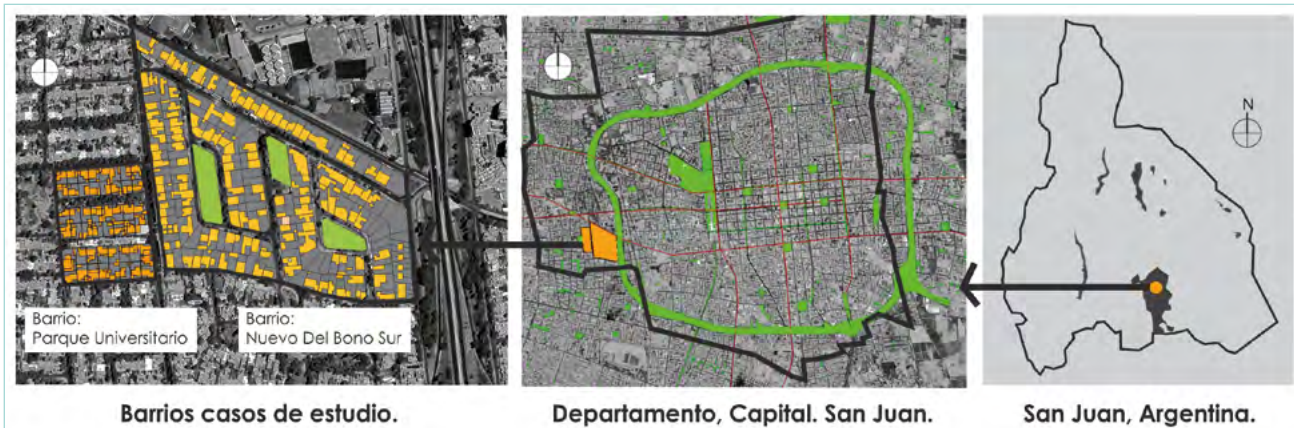 N
N
N
Barrio:
Parque Universitario
Barrio:
Nuevo Del Bono Sur
Barrios casos de estudio.
Departamento, Capital. San Juan.
San Juan, Argentina.